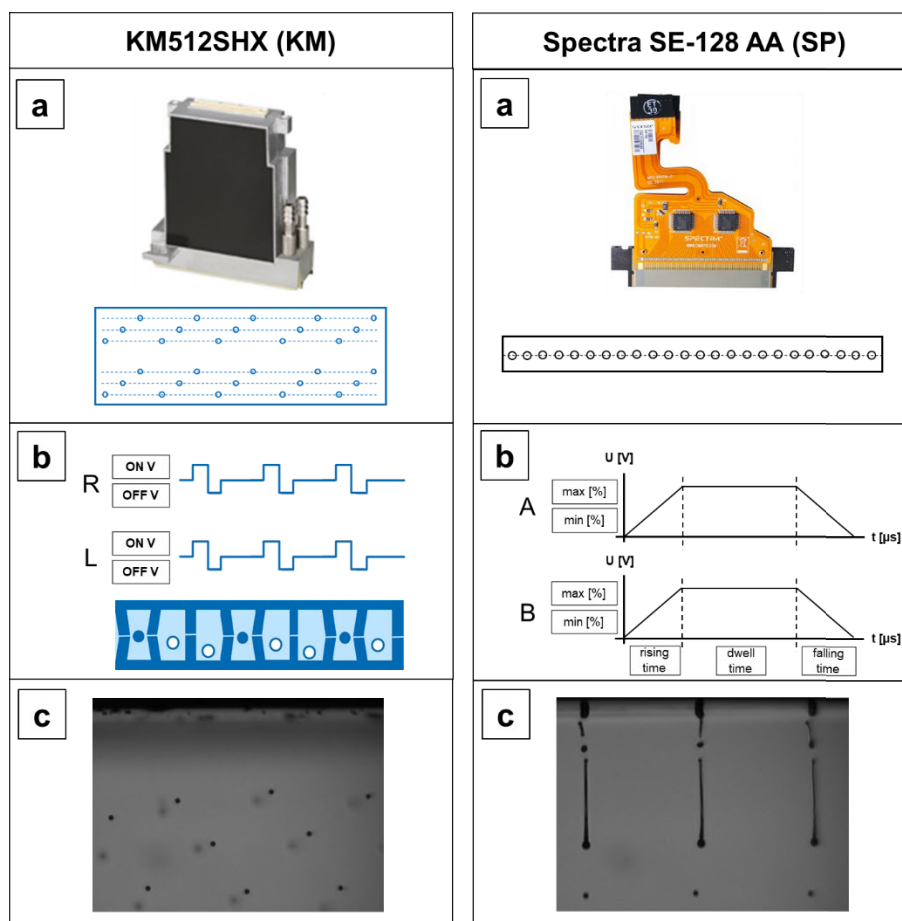 KM512SHX (KM)
a
b
R
ON V
OFF V
L
ON V
OFF V
c
Spectra SE-128 AA (SP)
a
SPECTRA
b
U [V]
A
max [%]
min [%]
t [µs]
U [V]
B
max [%]
min [%]
t [µs]
rising
time
dwell
time
falling
time
c